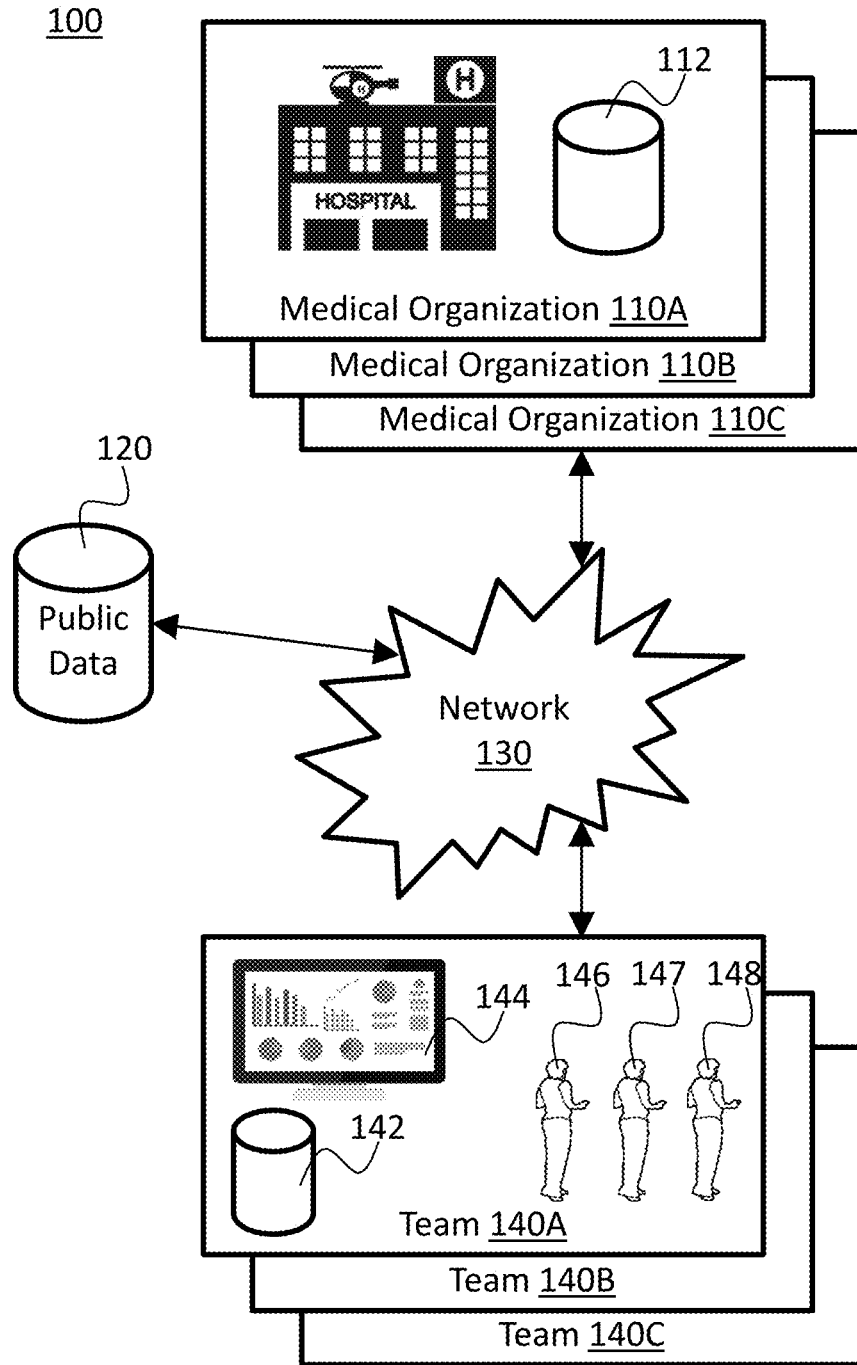 100
112
H
H
HOSPITAL
Medical Organization 110A
Medical Organization 110B
Medical Organization 110C
120
Public
Data
Network
130
146 147 148
144
142
Team 140A
Team 140B
Team 140C